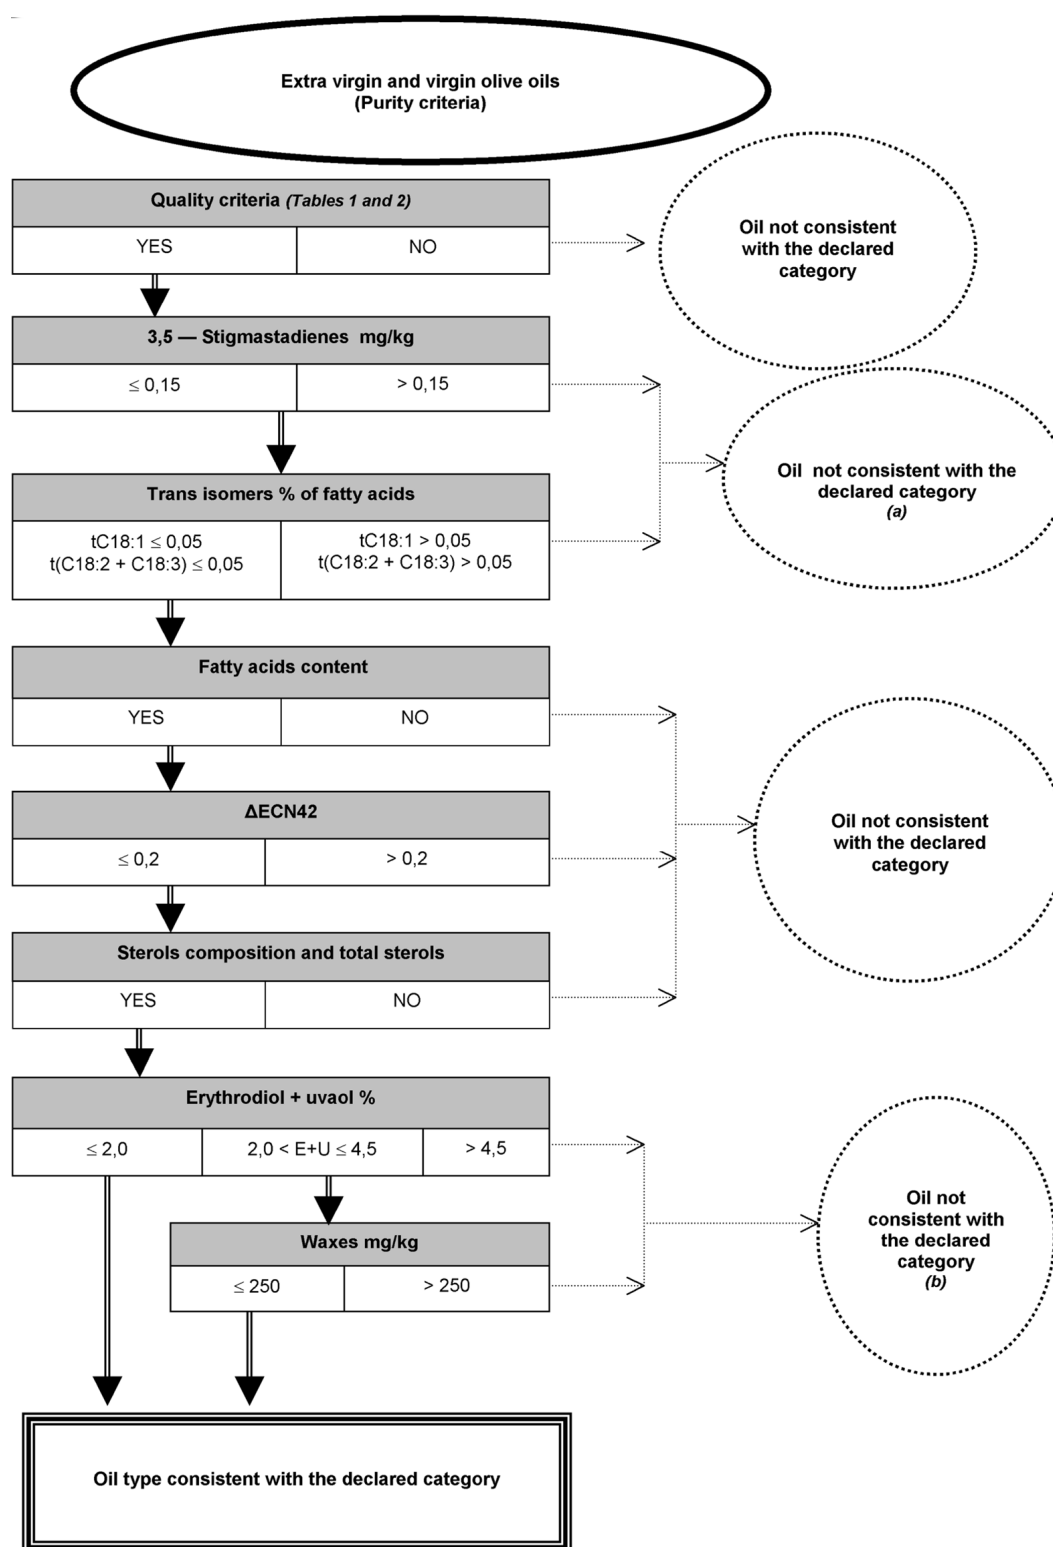 Extra virgin and virgin olive oils
(Purity criteria)
Quality criteria (Tables 1 and 2)
YES
NO
Oil not consistent
with the declared
category
3,5 — Stigmastadienes mg/kg
≤ 0,15
> 0,15
Trans isomers % of fatty acids
tC18:1 ≤ 0,05
t(C18:2 + C18:3) ≤ 0,05
tC18:1 > 0,05
t(C18:2 + C18:3) > 0,05
Oil not consistent with the
declared category
(a)
Fatty acids content
YES
NO
ΔECN42
≤ 0,2
> 0,2
Sterols composition and total sterols
YES
NO
Oil not consistent
with the declared
category
Erythrodiol + uvaol %
≤ 2,0
2,0 < E+U ≤ 4,5
> 4,5
Waxes mg/kg
≤ 250
> 250
Oil not
consistent with
the declared
category
(b)
Oil type consistent with the declared category